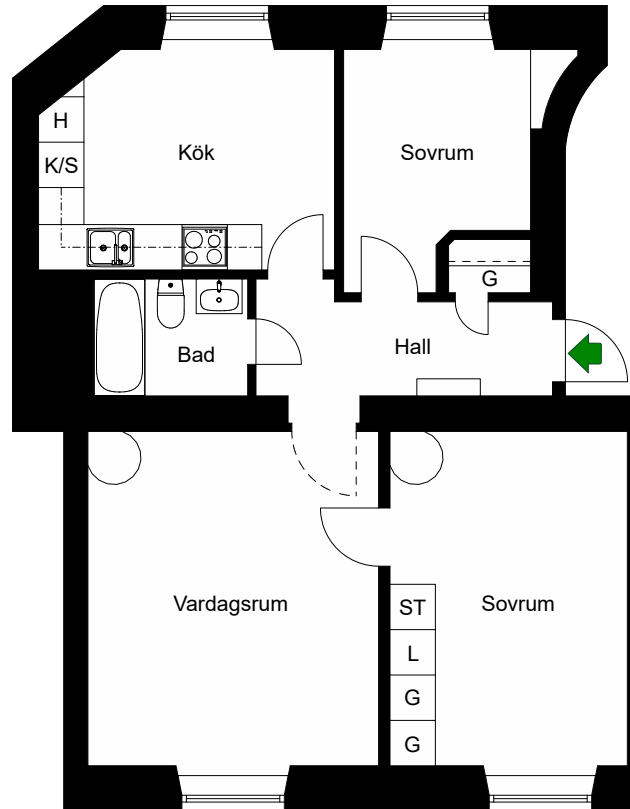 H
K/S
Kök
Sovrum
G
Bad
Hall
Vardagsrum
ST
L
G
G
Sovrum